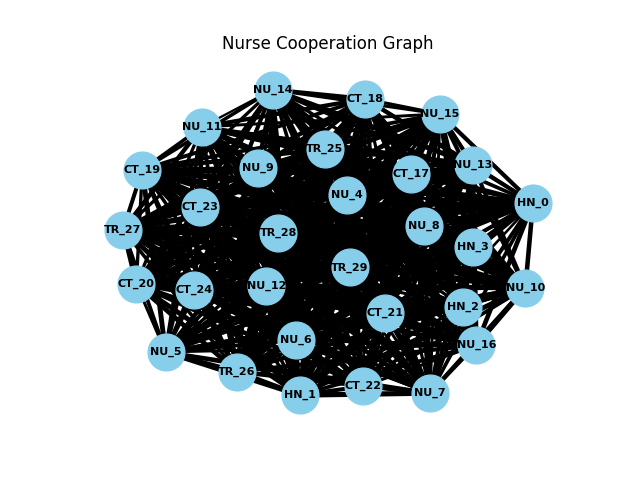 Nurse Cooperation Graph
NU_14
CT_18
NU_15
NU_11
TR_25
NU_13
CT_19
NU_9
CT_17
NU_4
HN_0
CT_23
NU_8
TR_27
TR_28
HN_3
TR_29
CT_20
CT_24
NU_12
NU_10
HN_2
CT_21
NU_6
NU_16
NU_5
TR_26
CT_22
HN_1
NU_7